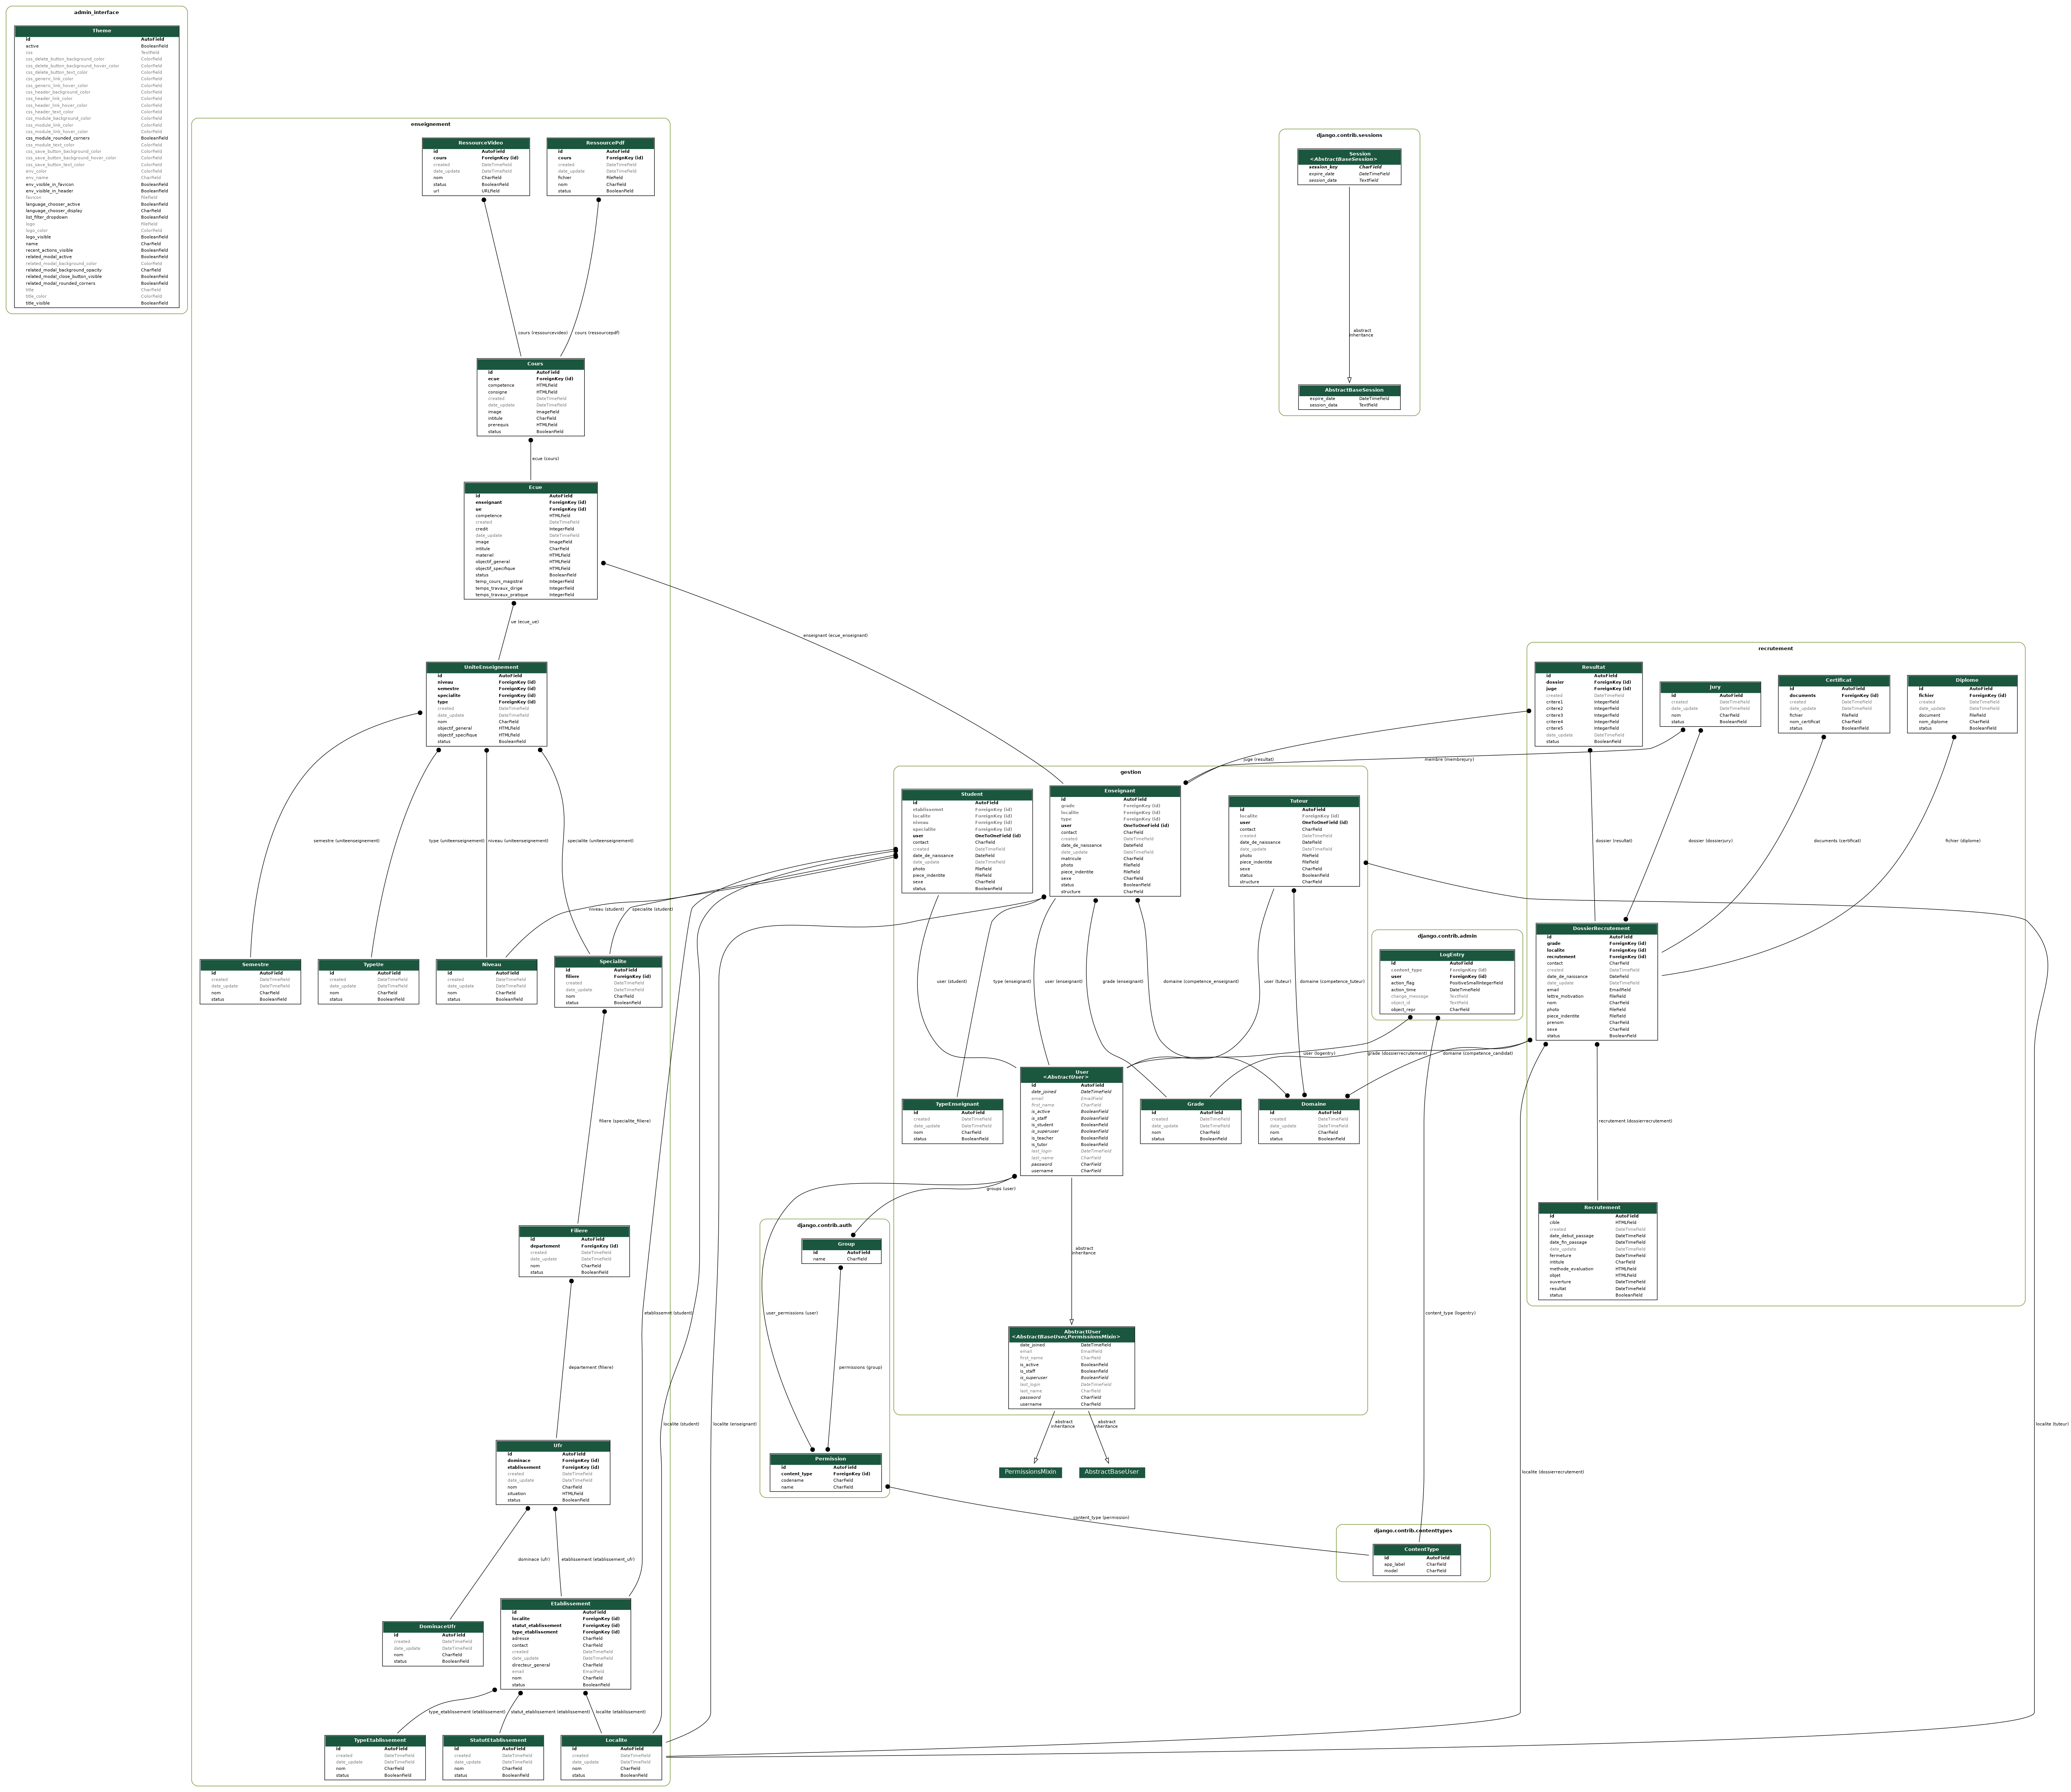 admin_interface
Theme
id AutoField
active BooleanField
css TextField
css_delete_button_background_color ColorField
css_delete_button_background_hover_color ColorField
css_delete_button_text_color ColorField
css_generic_link_color ColorField
css_generic_link_hover_color ColorField
css_header_background_color ColorField
css_header_link_color ColorField
css_header_link_hover_color ColorField
css_header_text_color ColorField
css_module_background_color ColorField
css_module_link_color ColorField
css_module_link_hover_color ColorField
css_module_rounded_corners BooleanField
css_module_text_color ColorField
css_save_button_background_color ColorField
css_save_button_background_hover_color ColorField
css_save_button_text_color ColorField
env_color ColorField
env_name CharField
env_visible_in_favicon BooleanField
env_visible_in_header BooleanField
favicon FileField
language_chooser_active BooleanField
language_chooser_display CharField
list_filter_dropdown BooleanField
logo FileField
logo_color ColorField
logo_visible BooleanField
name CharField
recent_actions_visible BooleanField
related_modal_active BooleanField
related_modal_background_color ColorField
related_modal_background_opacity CharField
related_modal_close_button_visible BooleanField
related_modal_rounded_corners BooleanField
title CharField
title_color ColorField
title_visible BooleanField
enseignement
RessourceVideo
id AutoField
cours ForeignKey (id)
created DateTimeField
date_update DateTimeField
nom CharField
status BooleanField
url URLField
RessourcePdf
id AutoField
cours ForeignKey (id)
created DateTimeField
date_update DateTimeField
fichier FileField
nom CharField
status BooleanField
cours (ressourcevideo)
cours (ressourcepdf)
Cours
id AutoField
ecue ForeignKey (id)
competence HTMLField
consigne HTMLField
created DateTimeField
date_update DateTimeField
image ImageField
intitule CharField
prerequis HTMLField
status BooleanField
ecue (cours)
Ecue
id AutoField
enseignant ForeignKey (id)
ue ForeignKey (id)
competence HTMLField
created DateTimeField
credit IntegerField
date_update DateTimeField
image ImageField
intitule CharField
materiel HTMLField
objectif_general HTMLField
objectif_specifique HTMLField
status BooleanField
temp_cours_magistral IntegerField
temps_travaux_dirige IntegerField
temps_travaux_pratique IntegerField
ue (ecue_ue)
enseignant (ecue_enseignant)
UniteEnseignement
id AutoField
niveau ForeignKey (id)
semestre ForeignKey (id)
specialite ForeignKey (id)
type ForeignKey (id)
created DateTimeField
date_update DateTimeField
nom CharField
objectif_general HTMLField
objectif_specifique HTMLField
status BooleanField
semestre (uniteenseignement)
type (uniteenseignement)
niveau (uniteenseignement)
specialite (uniteenseignement)
niveau (student)
specialite (student)
Semestre
id AutoField
created DateTimeField
date_update DateTimeField
nom CharField
status BooleanField
TypeUe
id AutoField
created DateTimeField
date_update DateTimeField
nom CharField
status BooleanField
Niveau
id AutoField
created DateTimeField
date_update DateTimeField
nom CharField
status BooleanField
Specialite
id AutoField
filiere ForeignKey (id)
created DateTimeField
date_update DateTimeField
nom CharField
status BooleanField
filiere (specialite_filiere)
Filiere
id AutoField
departement ForeignKey (id)
created DateTimeField
date_update DateTimeField
nom CharField
status BooleanField
etablissemnt (student)
departement (filiere)
localite (student)
localite (enseignant)
Ufr
id AutoField
dominace ForeignKey (id)
etablissement ForeignKey (id)
created DateTimeField
date_update DateTimeField
nom CharField
situation HTMLField
status BooleanField
dominace (ufr)
etablissement (etablissement_ufr)
DominaceUfr
id AutoField
created DateTimeField
date_update DateTimeField
nom CharField
status BooleanField
Etablissement
id AutoField
localite ForeignKey (id)
statut_etablissement ForeignKey (id)
type_etablissement ForeignKey (id)
adresse CharField
contact CharField
created DateTimeField
date_update DateTimeField
directeur_general CharField
email EmailField
nom CharField
status BooleanField
type_etablissement (etablissement)
statut_etablissement (etablissement)
localite (etablissement)
TypeEtablissement
id AutoField
created DateTimeField
date_update DateTimeField
nom CharField
status BooleanField
StatutEtablissement
id AutoField
created DateTimeField
date_update DateTimeField
nom CharField
status BooleanField
Localite
id AutoField
created DateTimeField
date_update DateTimeField
nom CharField
status BooleanField
django.contrib.sessions
Session
<AbstractBaseSession>
session_key CharField
expire_date DateTimeField
session_data TextField
abstract
inheritance
AbstractBaseSession
expire_date DateTimeField
session_data TextField
gestion
Student
id AutoField
etablissemnt ForeignKey (id)
localite ForeignKey (id)
niveau ForeignKey (id)
specialite ForeignKey (id)
user OneToOneField (id)
contact CharField
created DateTimeField
date_de_naissance DateField
date_update DateTimeField
photo FileField
piece_indentite FileField
sexe CharField
status BooleanField
Enseignant
id AutoField
grade ForeignKey (id)
localite ForeignKey (id)
type ForeignKey (id)
user OneToOneField (id)
contact CharField
created DateTimeField
date_de_naissance DateField
date_update DateTimeField
matricule CharField
photo FileField
piece_indentite FileField
sexe CharField
status BooleanField
structure CharField
Tuteur
id AutoField
localite ForeignKey (id)
user OneToOneField (id)
contact CharField
created DateTimeField
date_de_naissance DateField
date_update DateTimeField
photo FileField
piece_indentite FileField
sexe CharField
status BooleanField
structure CharField
user (student)
type (enseignant)
user (enseignant)
grade (enseignant)
domaine (competence_enseignant)
user (tuteur)
domaine (competence_tuteur)
TypeEnseignant
id AutoField
created DateTimeField
date_update DateTimeField
nom CharField
status BooleanField
User
<AbstractUser>
id AutoField
date_joined DateTimeField
email EmailField
first_name CharField
is_active BooleanField
is_staff BooleanField
is_student BooleanField
is_superuser BooleanField
is_teacher BooleanField
is_tutor BooleanField
last_login DateTimeField
last_name CharField
password CharField
username CharField
Grade
id AutoField
created DateTimeField
date_update DateTimeField
nom CharField
status BooleanField
Domaine
id AutoField
created DateTimeField
date_update DateTimeField
nom CharField
status BooleanField
groups (user)
abstract
inheritance
AbstractUser
<AbstractBaseUser,PermissionsMixin>
date_joined DateTimeField
email EmailField
first_name CharField
is_active BooleanField
is_staff BooleanField
is_superuser BooleanField
last_login DateTimeField
last_name CharField
password CharField
username CharField
abstract
inheritance
abstract
inheritance
PermissionsMixin
AbstractBaseUser
django.contrib.auth
Group
id AutoField
name CharField
user_permissions (user)
permissions (group)
Permission
id AutoField
content_type ForeignKey (id)
codename CharField
name CharField
content_type (permission)
django.contrib.admin
LogEntry
id AutoField
content_type ForeignKey (id)
user ForeignKey (id)
action_flag PositiveSmallIntegerField
action_time DateTimeField
change_message TextField
object_id TextField
object_repr CharField
user (logentry)
grade (dossierrecrutement)
domaine (competence_candidat)
content_type (logentry)
django.contrib.contenttypes
ContentType
id AutoField
app_label CharField
model CharField
recrutement
Resultat
id AutoField
dossier ForeignKey (id)
juge ForeignKey (id)
created DateTimeField
critere1 IntegerField
critere2 IntegerField
critere3 IntegerField
critere4 IntegerField
critere5 IntegerField
date_update DateTimeField
status BooleanField
Jury
id AutoField
created DateTimeField
date_update DateTimeField
nom CharField
status BooleanField
Certificat
id AutoField
documents ForeignKey (id)
created DateTimeField
date_update DateTimeField
fichier FileField
nom_certificat CharField
status BooleanField
Diplome
id AutoField
fichier ForeignKey (id)
created DateTimeField
date_update DateTimeField
document FileField
nom_diplome CharField
status BooleanField
juge (resultat)
membre (membrejury)
dossier (resultat)
dossier (dossierjury)
documents (certificat)
fichier (diplome)
DossierRecrutement
id AutoField
grade ForeignKey (id)
localite ForeignKey (id)
recrutement ForeignKey (id)
contact CharField
created DateTimeField
date_de_naissance DateField
date_update DateTimeField
email EmailField
lettre_motivation FileField
nom CharField
photo FileField
piece_indentite FileField
prenom CharField
sexe CharField
status BooleanField
recrutement (dossierrecrutement)
Recrutement
id AutoField
cible HTMLField
created DateTimeField
date_debut_passage DateTimeField
date_fin_passage DateTimeField
date_update DateTimeField
fermeture DateTimeField
intitule CharField
methode_evaluation HTMLField
objet HTMLField
ouverture DateTimeField
resultat DateTimeField
status BooleanField
localite (tuteur)
localite (dossierrecrutement)